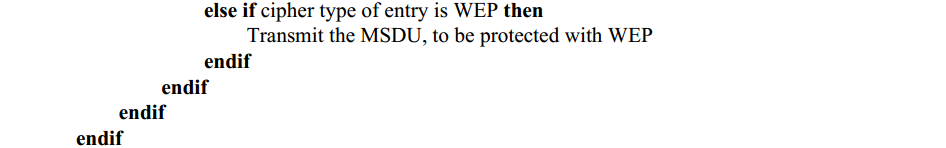 else if cipher type of entry is WEP then
Transmit the MSDU, to be protected with WEP
endif
endif
endif
endif